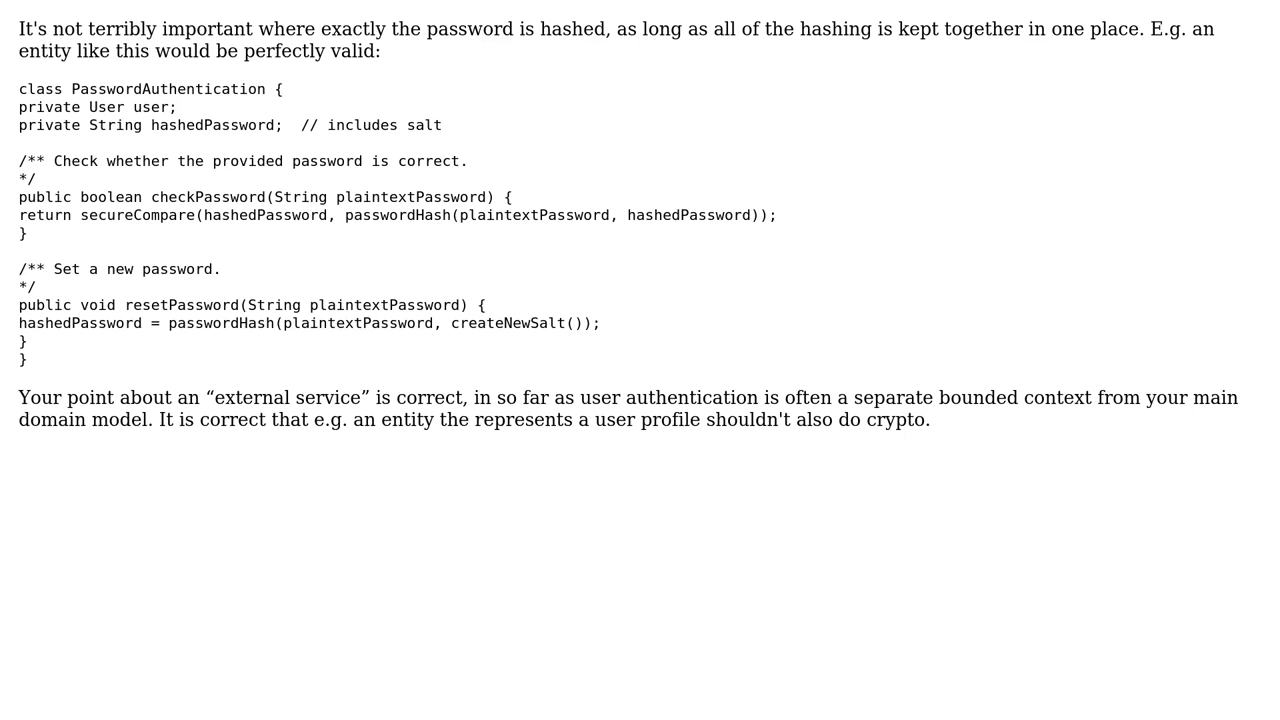 It's not terribly important where exactly the password is hashed, as long as all of the hashing is kept together in one place. E.g. an
entity like this would be perfectly valid:
class PasswordAuthentication {
private User user;
private String hashedPassword;  // includes salt
/** Check whether the provided password is correct.
*/
public boolean checkPassword(String plaintextPassword) {
return secureCompare(hashedPassword, passwordHash(plaintextPassword, hashedPassword));
}
/** Set a new password.
*/
public void resetPassword(String plaintextPassword) {
hashedPassword = passwordHash(plaintextPassword, createNewSalt());
}
}
Your point about an “external service” is correct, in so far as user authentication is often a separate bounded context from your main
domain model. It is correct that e.g. an entity the represents a user profile shouldn't also do crypto.